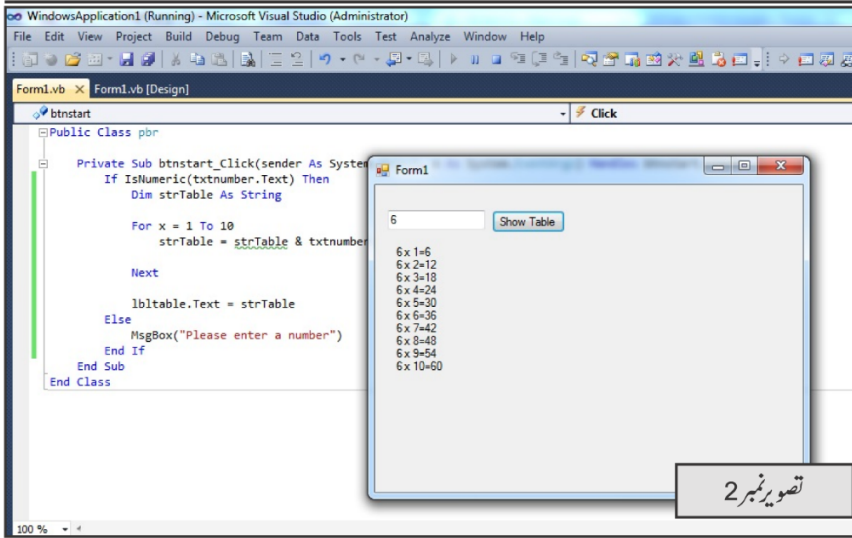 WindowsApplication1 (Running) - Microsoft Visual Studio (Administrator)
File Edit View Project Build Debug Team Data Tools Test Analyze Window Help
Form1.vb Form1.vb [Design]
btnstart Click
Public Class pbr
Private Sub btnstart_Click(sender As System
If IsNumeric(txtnumber.Text) Then
Dim strTable As String
For x = 1 To 10
strTable = strTable & txtnumber
Next
lbltable.Text = strTable
Else
MsgBox("Please enter a number")
End If
End Sub
End Class
100 %
Form1
6 Show Table
6 x 1=6
6 x 2=12
6 x 3=18
6 x 4=24
6 x 5=30
6 x 6=36
6 x 7=42
6 x 8=48
6 x 9=54
6 x 10=60
تصویر نمبر 2